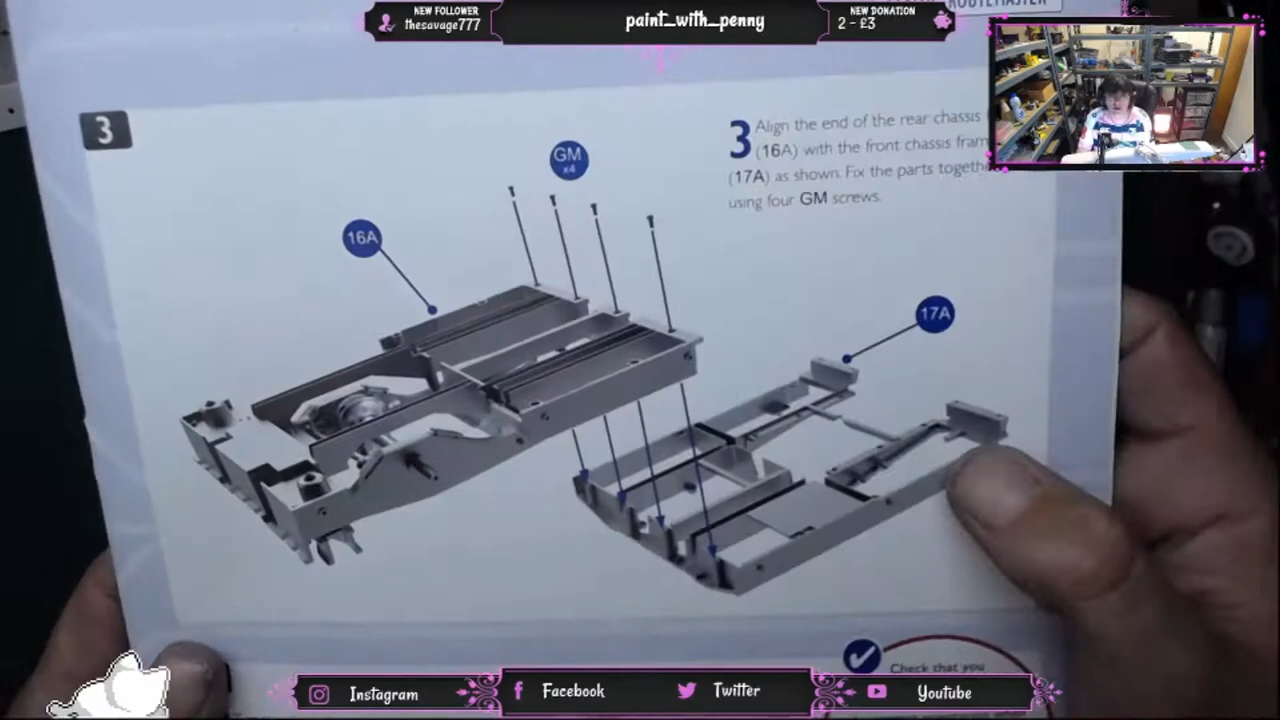 NEW FOLLOWER
thesavage777
paint_with_penny
NEW DONATION
2 - £3
ROUTEMASTER
3
GM
x4
16A
17A
3 Align the end of the rear chassis
(16A) with the front chassis
(17A) as shown. Fix the parts
using four GM screws.
Check that you
Instagram
Facebook
Twitter
Youtube